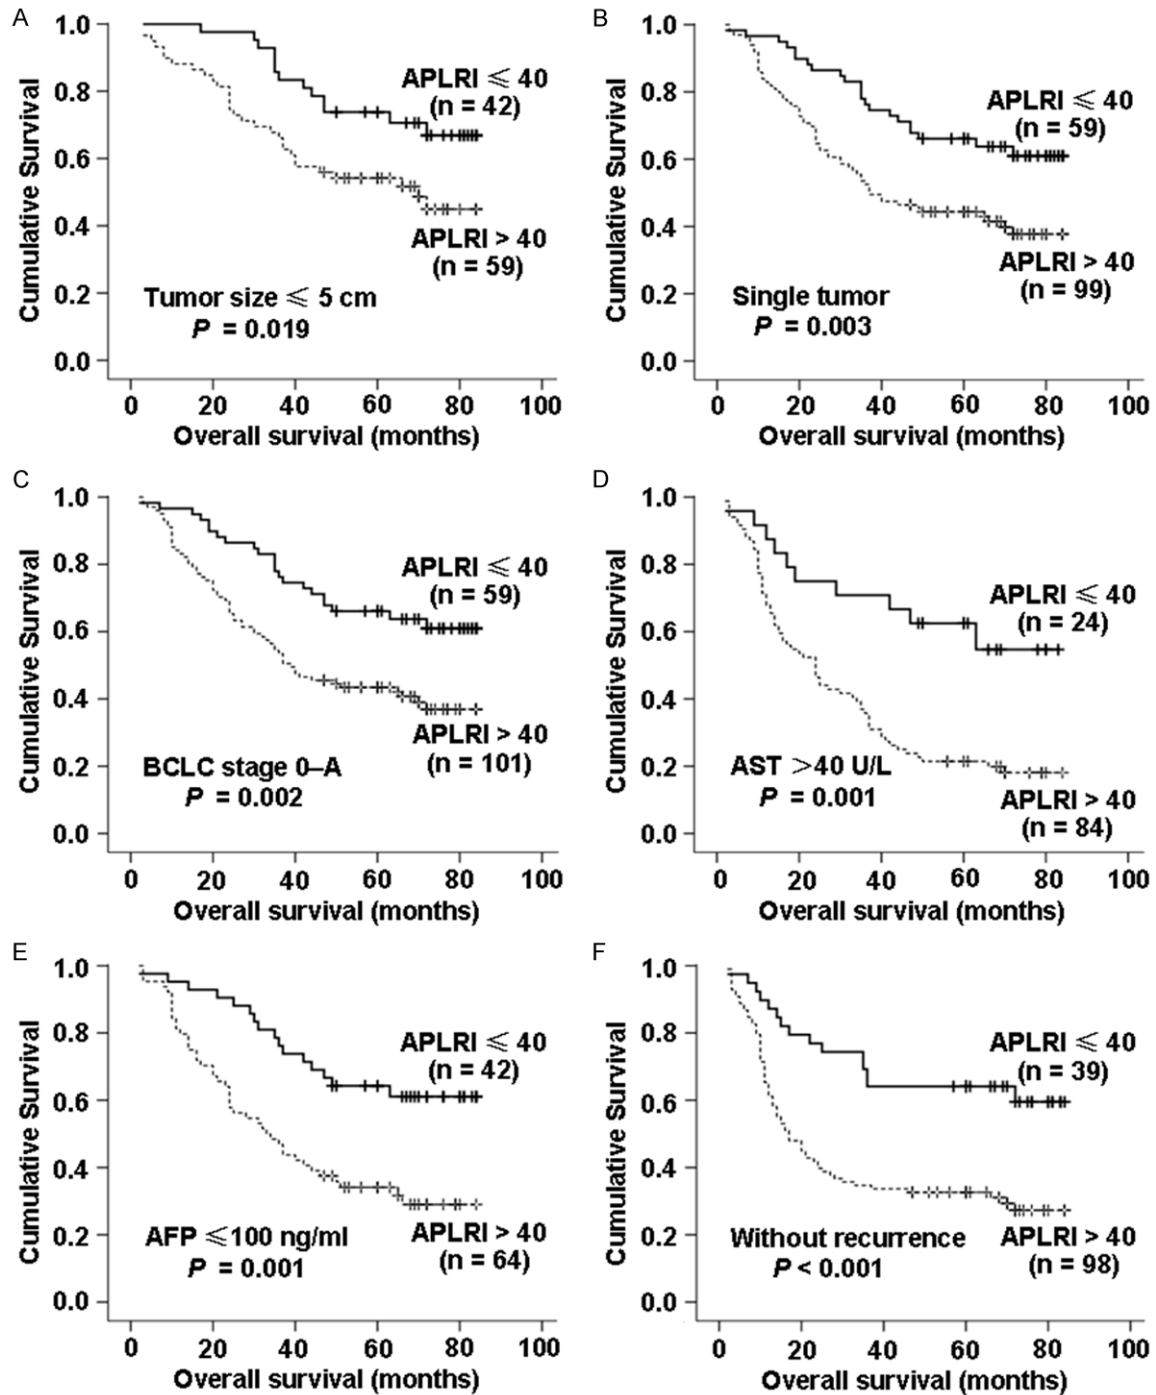 A
Cumulative Survival
1.0
0.8
0.6
0.4
0.2
0.0
APLRI ⩽ 40
(n = 42)
APLRI > 40
(n = 59)
Tumor size ⩽ 5 cm
P = 0.019
0 20 40 60 80 100
Overall survival (months)
B
Cumulative Survival
1.0
0.8
0.6
0.4
0.2
0.0
APLRI ⩽ 40
(n = 59)
APLRI > 40
(n = 99)
Single tumor
P = 0.003
0 20 40 60 80 100
Overall survival (months)
C
Cumulative Survival
1.0
0.8
0.6
0.4
0.2
0.0
APLRI ⩽ 40
(n = 59)
APLRI > 40
(n = 101)
BCLC stage 0–A
P = 0.002
0 20 40 60 80 100
Overall survival (months)
D
Cumulative Survival
1.0
0.8
0.6
0.4
0.2
0.0
APLRI ⩽ 40
(n = 24)
AST >40 U/L
P = 0.001
APLRI > 40
(n = 84)
0 20 40 60 80 100
Overall survival (months)
E
Cumulative Survival
1.0
0.8
0.6
0.4
0.2
0.0
APLRI ⩽ 40
(n = 42)
APLRI > 40
(n = 64)
AFP ⩽100 ng/ml
P = 0.001
0 20 40 60 80 100
Overall survival (months)
F
Cumulative Survival
1.0
0.8
0.6
0.4
0.2
0.0
APLRI ⩽ 40
(n = 39)
Without recurrence
P < 0.001
APLRI > 40
(n = 98)
0 20 40 60 80 100
Overall survival (months)